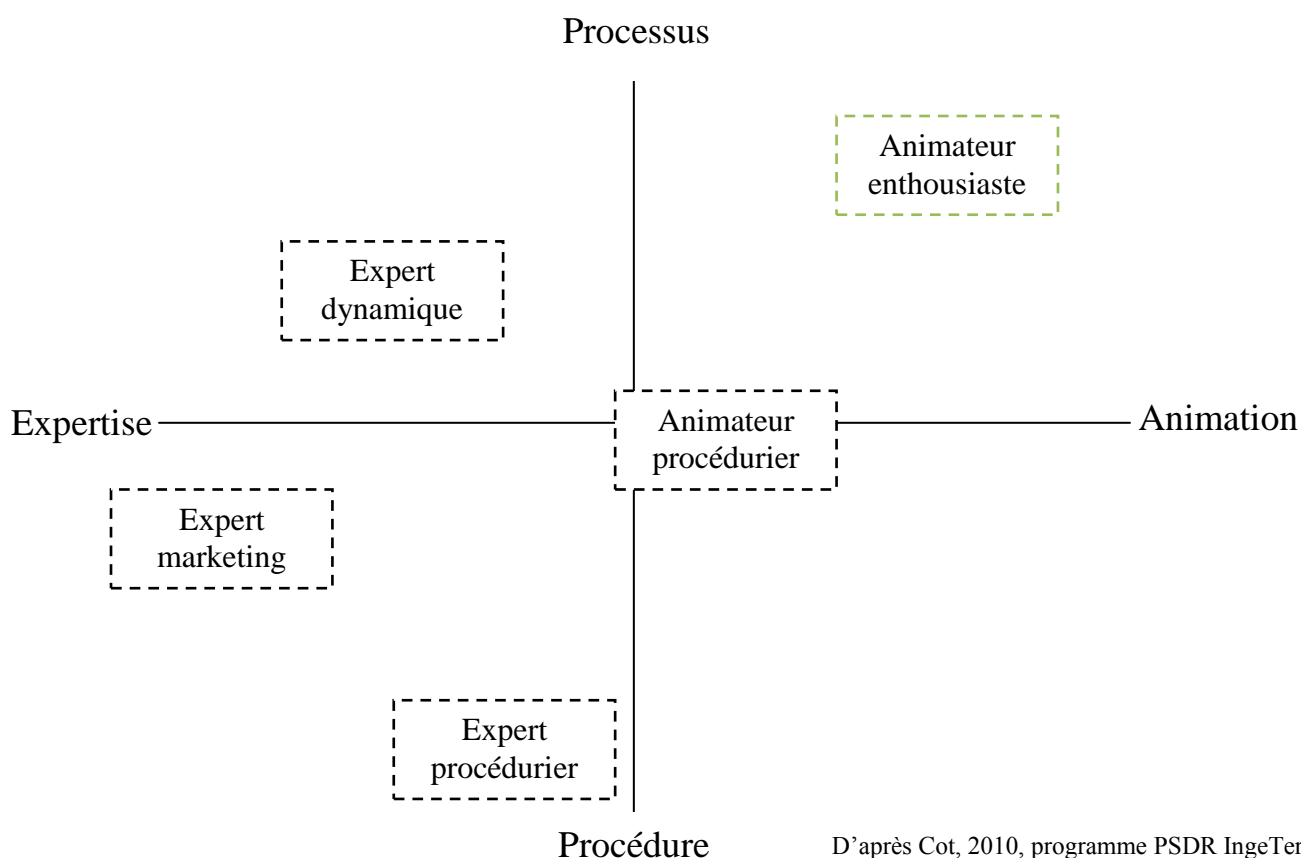 Processus
Animateur
enthousiaste
Expert
dynamique
Expertise
Animateur
procédurier
Animation
Expert
marketing
Expert
procédurier
Procédure
D'après Cot, 2010, programme PSDR IngeTer